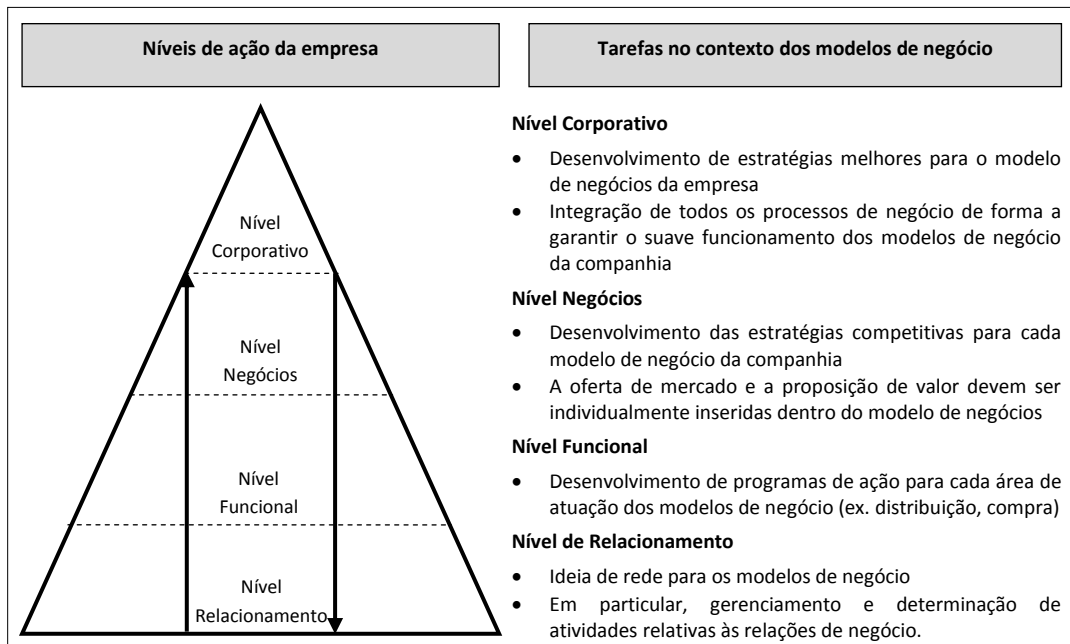 Níveis de ação da empresa
Tarefas no contexto dos modelos de negócio
Nível
Corporativo
Nível
Negócios
Nível
Funcional
Nível
Relacionamento
Nível Corporativo
• Desenvolvimento de estratégias melhores para o modelo
de negócios da empresa
• Integração de todos os processos de negócio de forma a
garantir o suave funcionamento dos modelos de negócio
da companhia
Nível Negócios
• Desenvolvimento das estratégias competitivas para cada
modelo de negócio da companhia
• A oferta de mercado e a proposição de valor devem ser
individualmente inseridas dentro do modelo de negócios
Nível Funcional
• Desenvolvimento de programas de ação para cada área de
atuação dos modelos de negócio (ex. distribuição, compra)
Nível de Relacionamento
• Ideia de rede para os modelos de negócio
• Em particular, gerenciamento e determinação de
atividades relativas às relações de negócio.